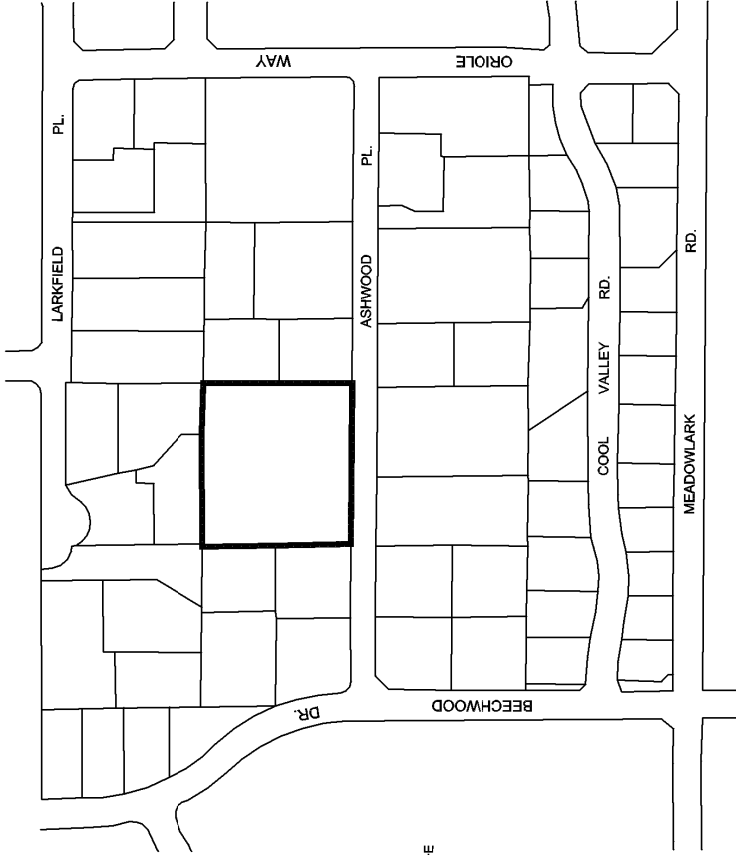 ORIOLE WAY
LARKFIELD PL.
ASHWOOD PL.
COOL VALLEY RD.
MEADOWLARK RD.
BEECHWOOD DR.